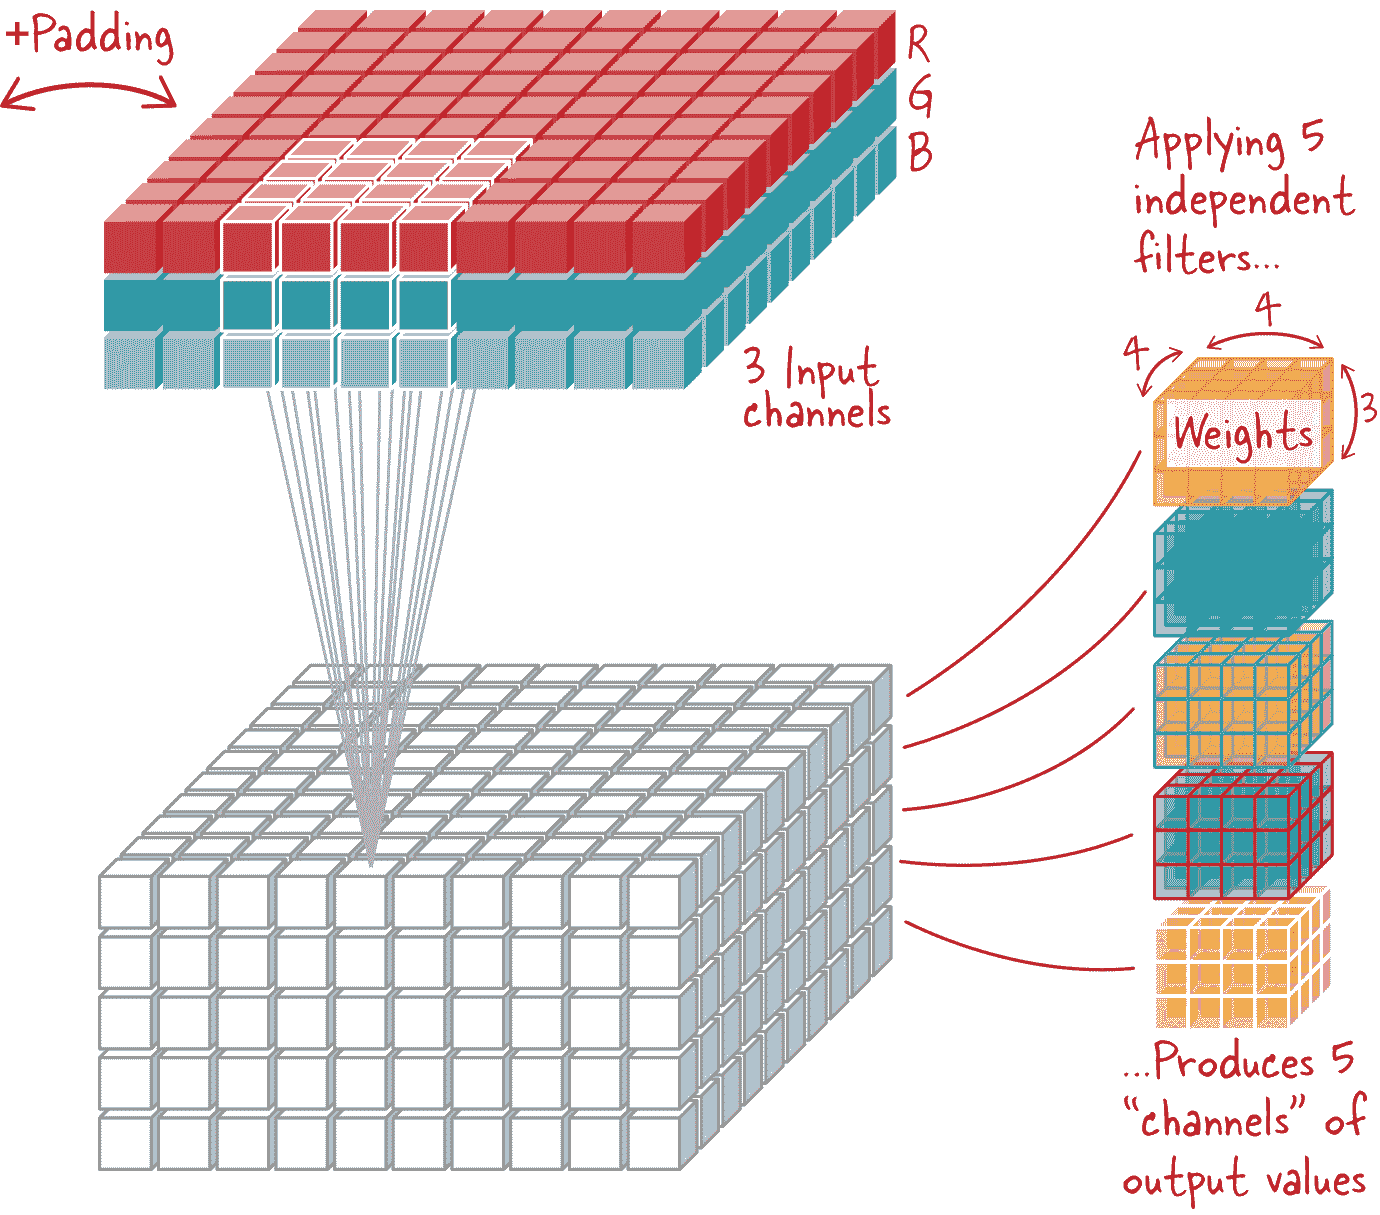 +Padding
R
G
B
3 Input
channels
Applying 5
independent
filters...
4
4
3
Weights
...Produces 5
“channels” of
output values